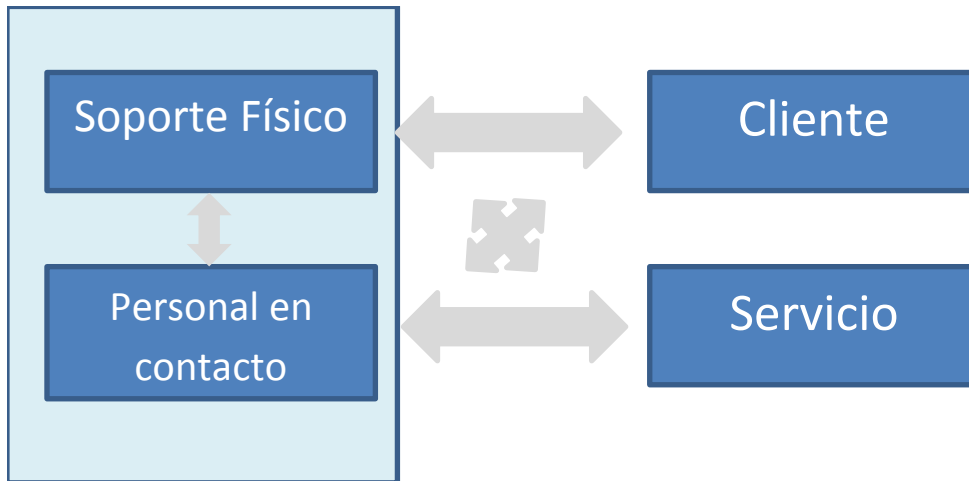 Soporte Físico
Cliente
Personal en
contacto
Servicio